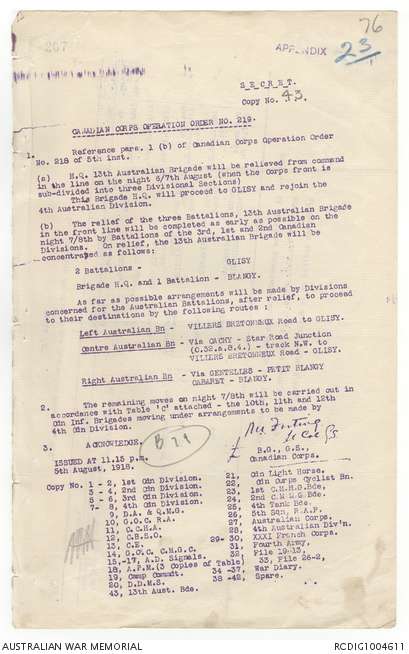 76
207
APPENDIX 23
S E C R E T.
Copy No. 43.
CANADIAN CORPS OPERATION ORDER NO. 219.
1. Reference para. 1 (b) of Canadian Corps Operation Order
No. 218 of 5th inst.
(a) H.Q. 13th Australian Brigade will be relieved from command
in the line on the night 6/7th August (when the Corps front is
sub-divided into three Divisional Sections)
This Brigade H.Q. will proceed to GLISY and rejoin the
4th Australian Division.
(b) The relief of the three Battalions, 13th Australian Brigade
in the front line will be completed as early as possible on the
night 7/8th by Battalions of the 3rd, 1st and 2nd Canadian
Divisions. On relief, the 13th Australian Brigade will be
concentrated as follows:
2 Battalions - GLISY
Brigade H.Q. and 1 Battalion - BLANGY.
As far as possible arrangements will be made by Divisions
concerned for the Australian Battalions, after relief, to proceed
to their destinations by the following routes :
Left Australian Bn - VILLERS BRETONNEUX Road to GLISY.
Centre Australian Bn - Via CACHY - Star Road Junction
(C.32.a.8.4.) - track N.W. to
VILLERS BRETONNEUX Road - GLISY.
Right Australian Bn - Via GENTELLES - PETIT BLANGY
CABARET - BLANGY.
2. The remaining moves on night 7/8th will be carried out in
accordance with Table 'C' attached - the 10th, 11th and 12th
Cdn Inf. Brigades moving under arrangements to be made by
4th Cdn Division.
3. ACKNOWLEDGE.
B 29
ISSUED AT 11.15 p.m.
5th August, 1918.
B.G., G.S.,
Canadian Corps.
Copy No. 1 - 2, 1st Cdn Division.
3 - 4, 2nd Cdn Division.
5 - 6, 3rd Cdn Division.
7- 8, 4th Cdn Division.
9, D.A. & Q.M.G.
10, G.O.C. R.A.
11, C.C.H.A.
12, C.B.S.O.
13, C.E.
14, G.O.C. C.M.G.C.
15,-17, A.D. Signals.
18, A.P.M.(3 Copies of Table)
19, Camp Commdt.
20, D.D.M.S.
43, 13th Aust. Bde.
21, Cdn Light Horse.
22, Cdn Corps Cyclist Bn.
23, 1st C.M.M.G.Bde.
24, 2nd C.M.M.G.Bde.
25, 4th Tank Bde.
26, 5th Sqn, R.A.F.
27, Australian Corps.
28, 4th Australian Div'n.
29- 30, XXXI French Corps.
31, Fourth Army.
32, File 19-13,
33, File 26-2,
34 -37, War Diary.
38 -42, Spare.
AUSTRALIAN WAR MEMORIAL
RCDIG1004611